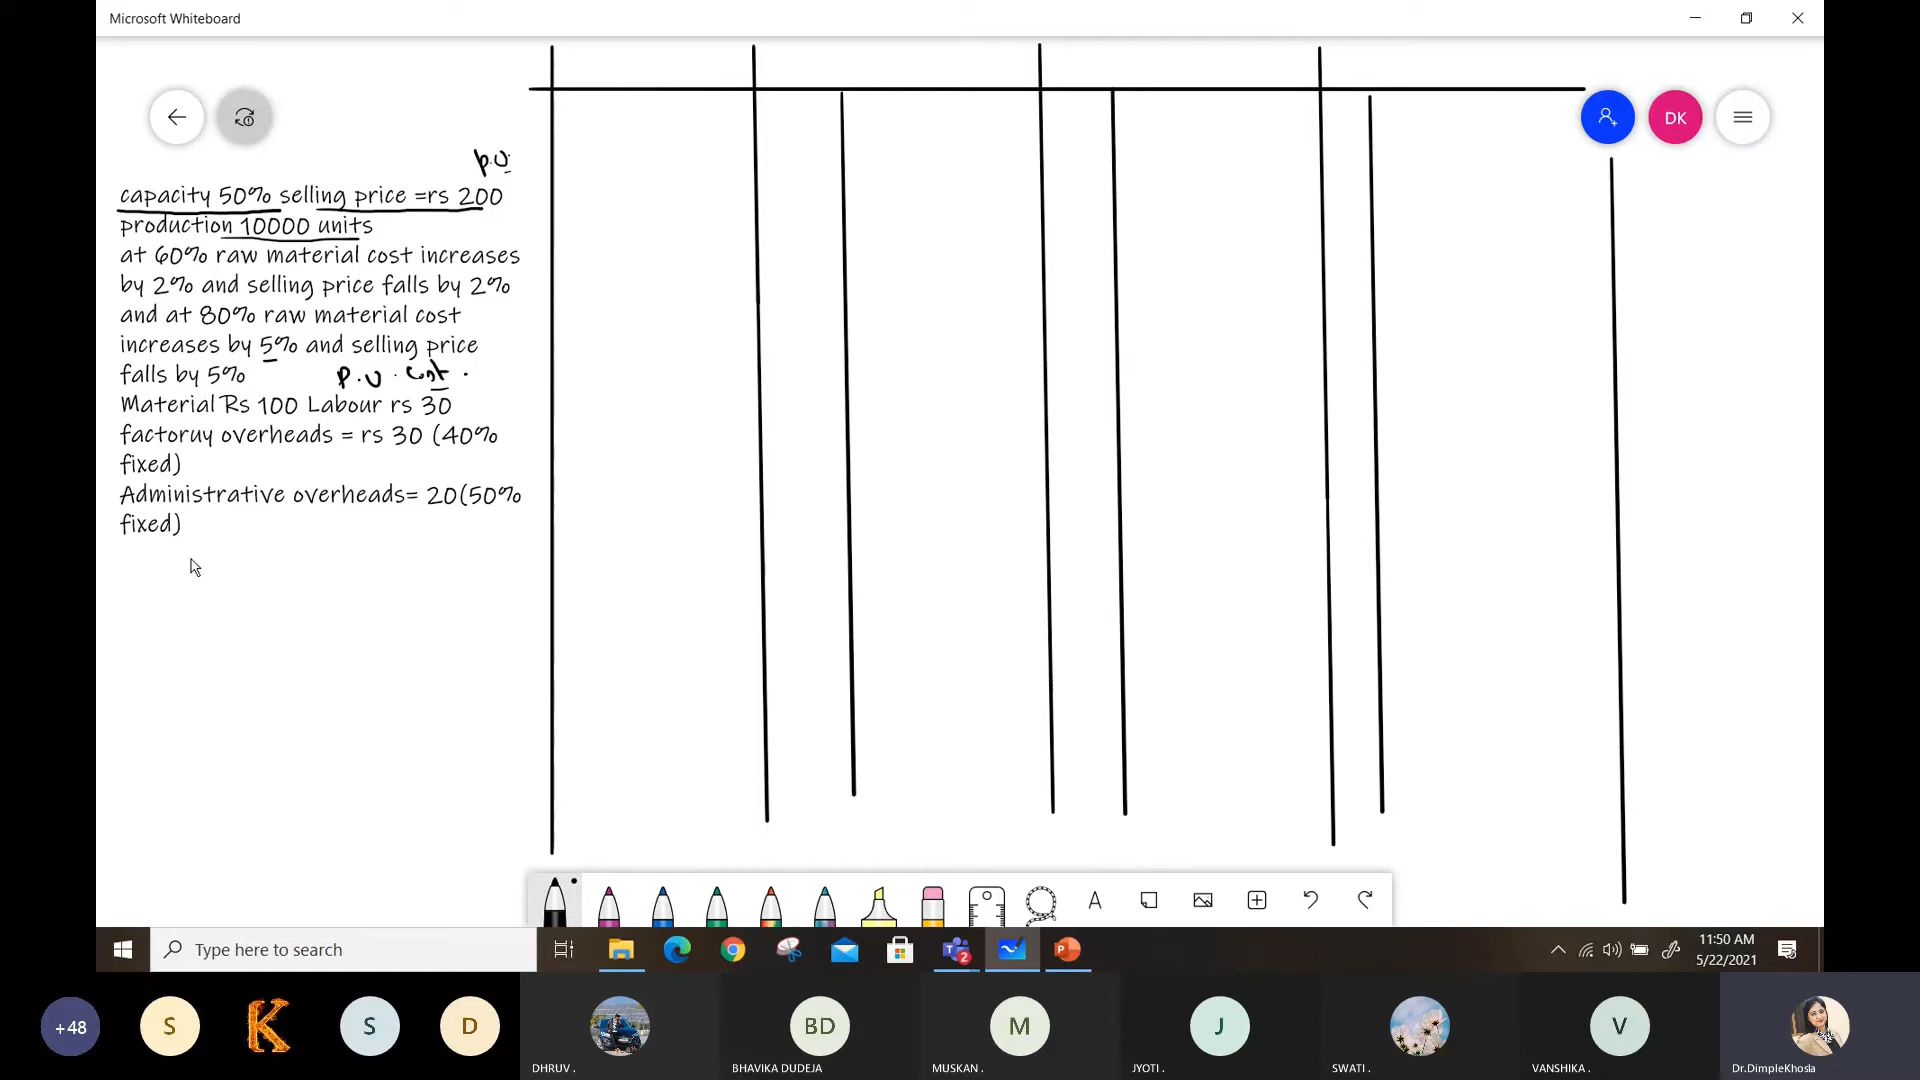 Microsoft Whiteboard
DK
p.u.
capacity 50% selling price =rs 200
production 10000 units
at 60% raw material cost increases
by 2% and selling price falls by 2%
and at 80% raw material cost
increases by 5% and selling price
falls by 5%
P.U. Cost.
Material Rs 100 Labour rs 30
factoruy overheads = rs 30 (40%
fixed)
Administrative overheads= 20(50%
fixed)
A
Type here to search
2
P
11:50 AM
5/22/2021
+48
S
K
S
D
BD
M
J
V
DHRUV .
BHAVIKA DUDEJA
MUSKAN .
JYOTI .
SWATI .
VANSHIKA .
Dr.DimpleKhosla